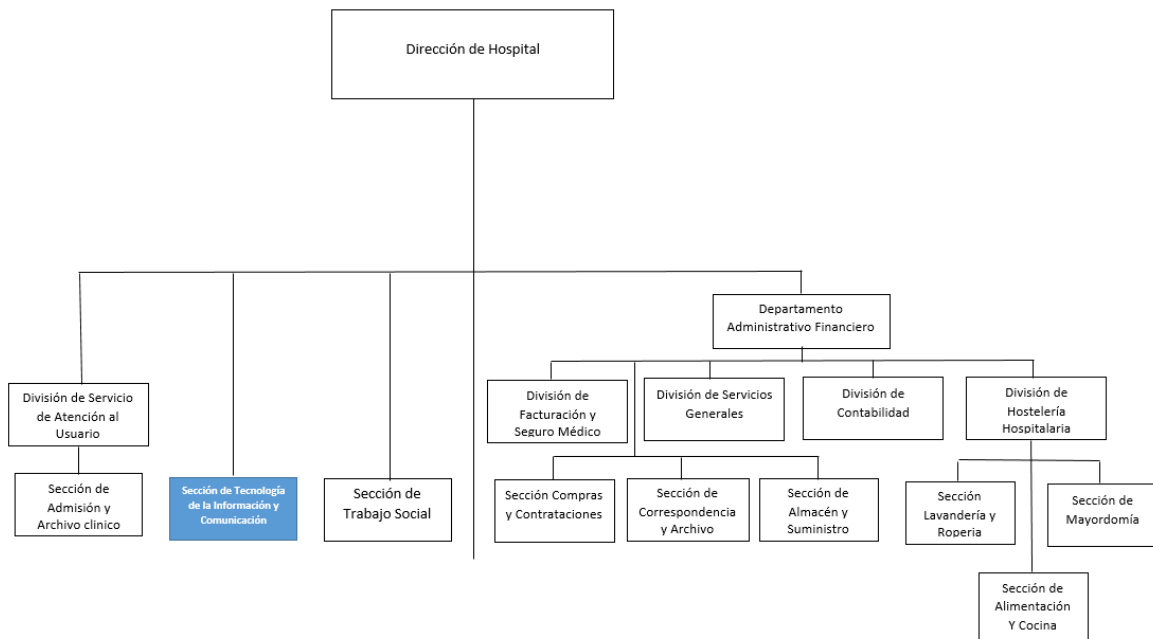 Dirección de Hospital
Departamento
Administrativo Financiero
División de Servicio
de Atención al
Usuario
División de
Facturación y
Seguro Médico
División de Servicios
Generales
División de
Contabilidad
División de
Hostelería
Hospitalaria
Sección de
Admisión y
Archivo clinico
Sección de Tecnología
de la Información y
Comunicación
Sección de
Trabajo Social
Sección Compras
y Contrataciones
Sección de
Correspondencia
y Archivo
Sección de
Almacén y
Suministro
Sección
Lavandería y
Roperia
Sección de
Mayordomía
Sección de
Alimentación
Y Cocina